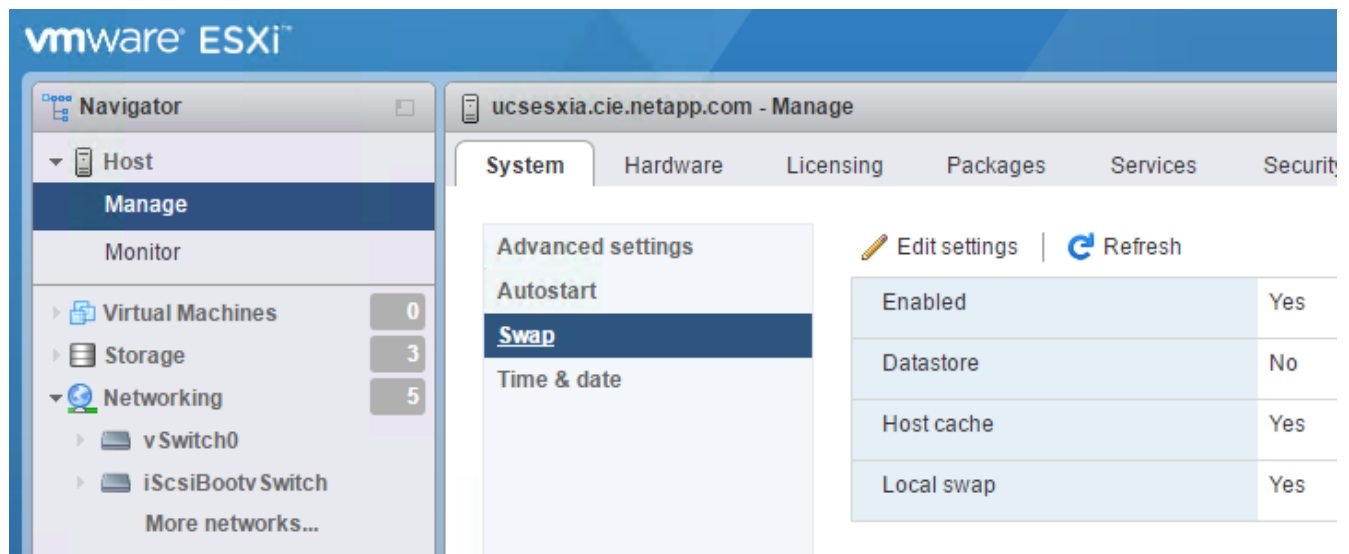 vmware® ESXi™
Navigator
Host
Manage
Monitor
Virtual Machines 0
Storage 3
Networking 5
vSwitch0
iScsiBootvSwitch
More networks...
ucsesxia.cie.netapp.com - Manage
System Hardware Licensing Packages Services Security
Advanced settings
Autostart
Swap
Time & date
Edit settings | Refresh
Enabled Yes
Datastore No
Host cache Yes
Local swap Yes